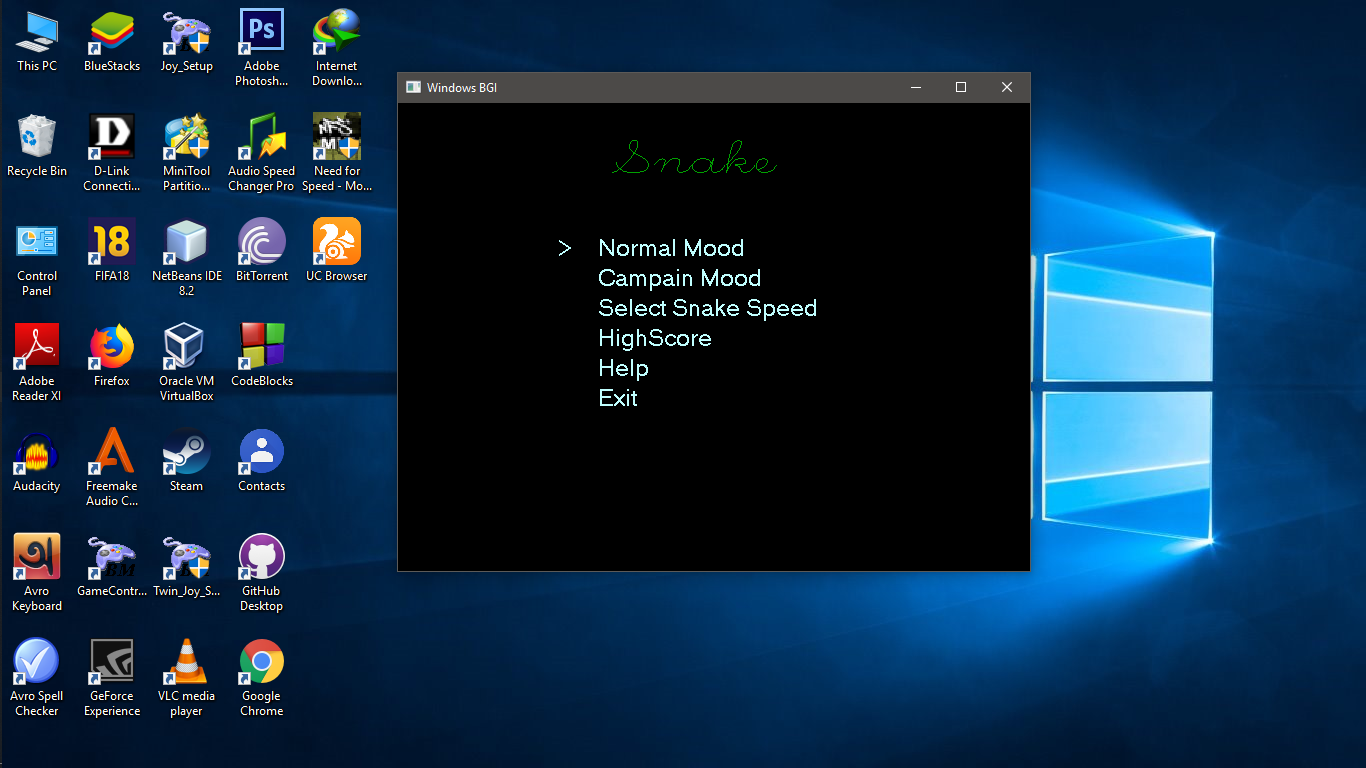 This PC
BlueStacks
Joy_Setup
Adobe
Photosh...
Internet
Downlo...
Recycle Bin
D-Link
Connecti...
MiniTool
Partitio...
Audio Speed
Changer Pro
Need for
Speed - Mo...
Control
Panel
FIFA18
NetBeans IDE
8.2
BitTorrent
UC Browser
Adobe
Reader XI
Firefox
Oracle VM
VirtualBox
CodeBlocks
Audacity
Freemake
Audio C...
Steam
Contacts
Avro
Keyboard
GameContr...
Twin_Joy_S...
GitHub
Desktop
Avro Spell
Checker
GeForce
Experience
VLC media
player
Google
Chrome
Ps
D
18
অ
BM
Windows BGI
Snake
> Normal Mood
Campain Mood
Select Snake Speed
HighScore
Help
Exit